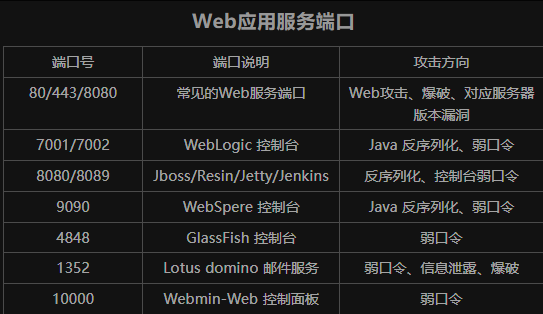 Web应用服务端口
端口号 端口说明 攻击方向
80/443/8080 常见的Web服务端口 Web攻击、爆破、对应服务器
版本漏洞
7001/7002 WebLogic 控制台 Java 反序列化、弱口令
8080/8089 Jboss/Resin/Jetty/Jenkins 反序列化、控制台弱口令
9090 WebSpere 控制台 Java 反序列化、弱口令
4848 GlassFish 控制台 弱口令
1352 Lotus domino 邮件服务 弱口令、信息泄露、爆破
10000 Webmin-Web 控制面板 弱口令